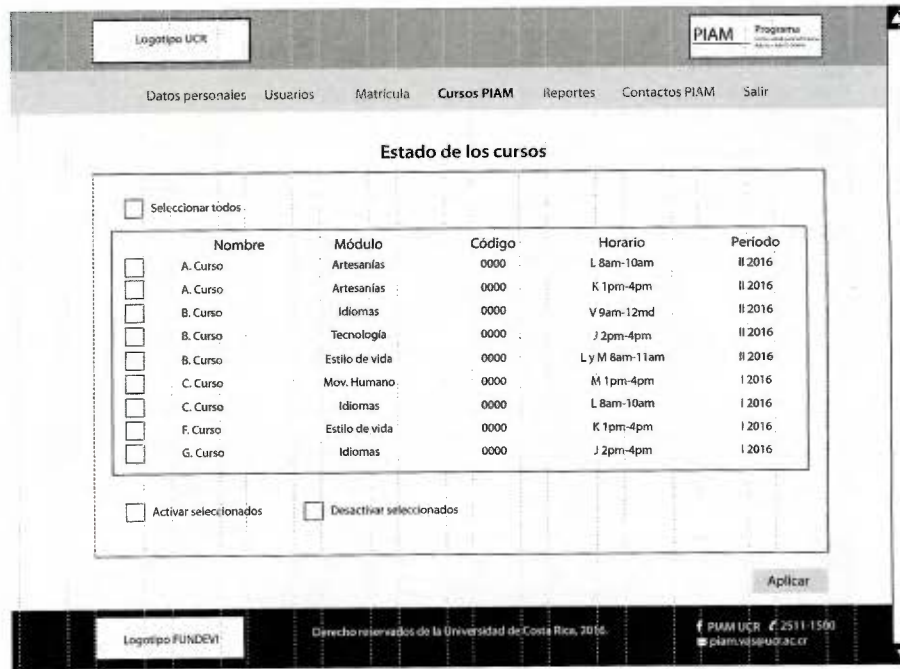 Logotipo UCR
PIAM Programa
Datos personales Usuarios Matrícula Cursos PIAM Reportes Contactos PIAM Salir
Estado de los cursos
Seleccionar todos
Nombre Módulo Código Horario Período
A. Curso Artesanías 0000 L 8am-10am II 2016
A. Curso Artesanías 0000 K 1pm-4pm II 2016
B. Curso Idiomas 0000 V 9am-12md II 2016
B. Curso Tecnología 0000 J 2pm-4pm II 2016
B. Curso Estilo de vida 0000 L y M 8am-11am II 2016
C. Curso Mov. Humano 0000 M 1pm-4pm I 2016
C. Curso Idiomas 0000 L 8am-10am I 2016
F. Curso Estilo de vida 0000 K 1pm-4pm I 2016
G. Curso Idiomas 0000 J 2pm-4pm I 2016
Activar seleccionados Desactivar seleccionados
Aplicar
Logotipo FUNDEVI
Derecho reservados de la Universidad de Costa Rica, 2016.
PIAM UCR 2511-1560
piam.vas@ucr.ac.cr